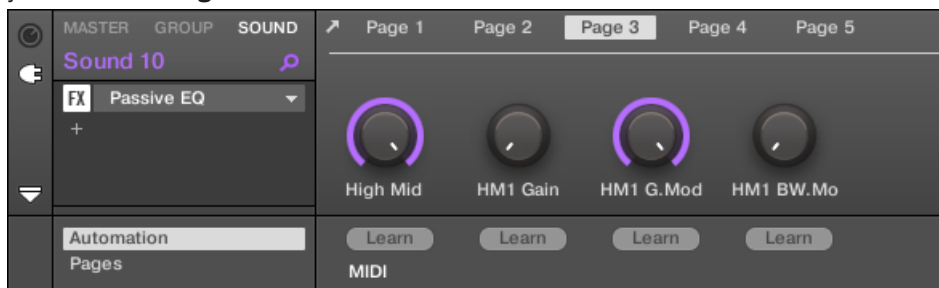 MASTER GROUP SOUND
Sound 10
FX Passive EQ
+
Automation
Pages
Page 1 Page 2 Page 3 Page 4 Page 5
High Mid HM1 Gain HM1 G.Mod HM1 BW.Mo
Learn Learn Learn Learn
MIDI